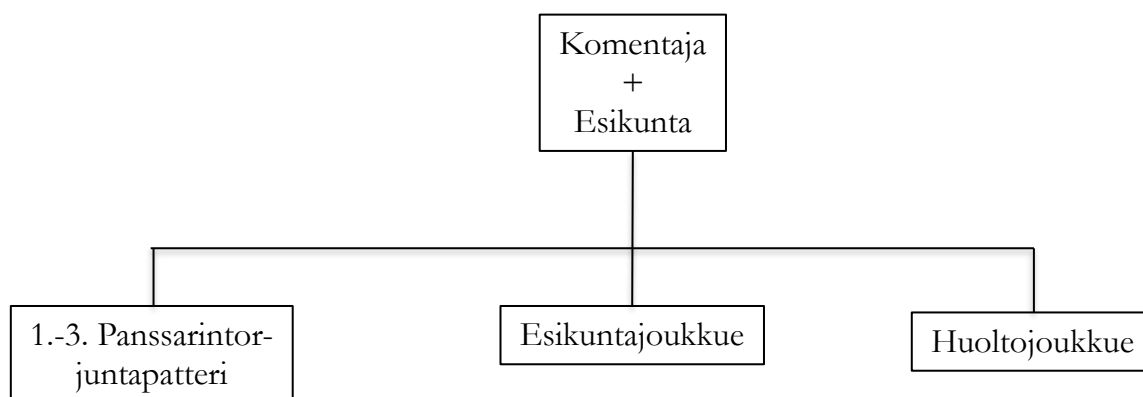 Komentaja
+
Esikunta
1.-3. Panssarintor-
juntapatteri
Esikuntajoukkue
Huoltojoukkue